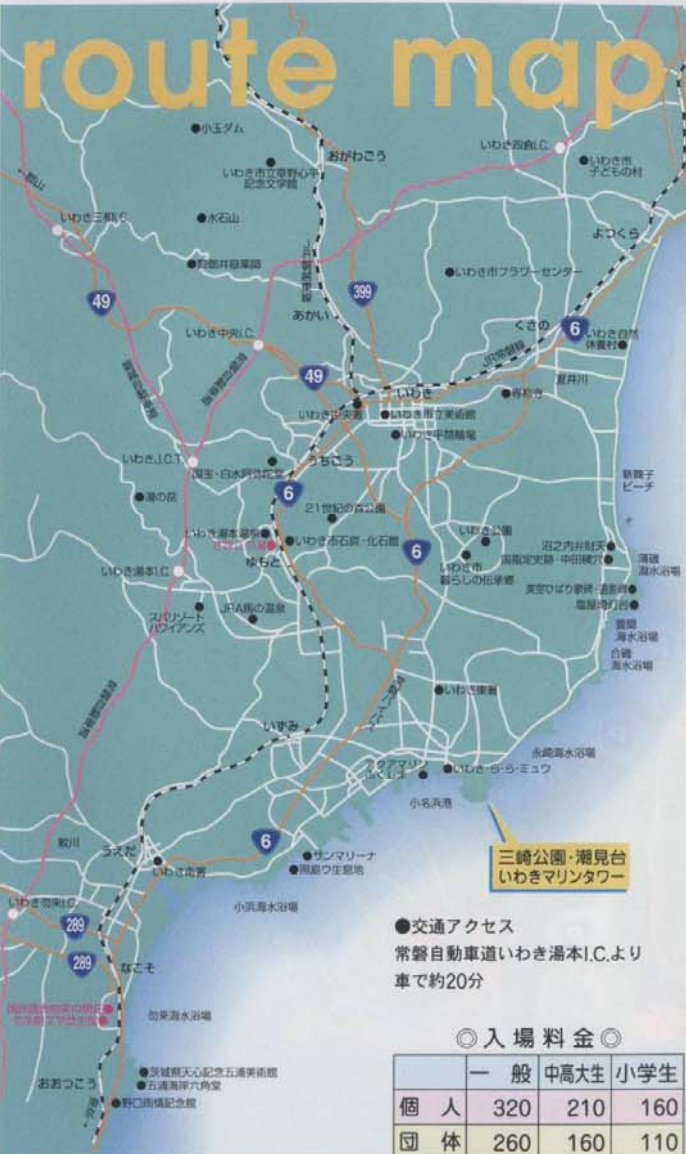 route map
小玉ダム
おがわごう
いわき四倉I.C.
いわき市立草野心平
記念文学館
いわき市
子どもの村
郡山
水石山
いわき三和I.C.
よつくら
いわき市フラワーセンター
49
399
あかい
いわき中央I.C.
くさの
6
いわき自然
休養村
JR常磐線
49
いわき
いわき中央署
いわき市立美術館
いわき平競輪場
いわきJ.C.T.
うちごう
国宝・白水阿弥陀堂
6
新舞子
ビーチ
湯の岳
21世紀の森公園
いわき湯本温泉
いわき市石炭・化石館
6
いわき公園
いわき市
暮らしの伝承郷
沼之内弁財天
国指定史跡・中田横穴
薄磯
海水浴場
ゆもと
いわき湯本I.C.
美空ひばり歌碑・遺影碑
塩屋埼灯台
スパリゾート
ハワイアンズ
JRA馬の温泉
豊間
海水浴場
合磯
海水浴場
いわき東署
いずみ
永崎海水浴場
アクアマリン
ふくしま
いわき・ら・ら・ミュウ
小名浜港
鮫川
うえだ
6
三崎公園・潮見台
いわきマリンタワー
いわき南署
サンマリーナ
照島ウ生息地
小浜海水浴場
いわき勿来I.C.
289
289
なこそ
●交通アクセス
常磐自動車道いわき湯本I.C.より
車で約20分
勿来海水浴場
◎入場料金◎
茨城県天心記念五浦美術館
五浦海岸六角堂
おおつこう
野口雨情記念館
東京
一般 中高大生 小学生
個人 320 210 160
団体 260 160 110